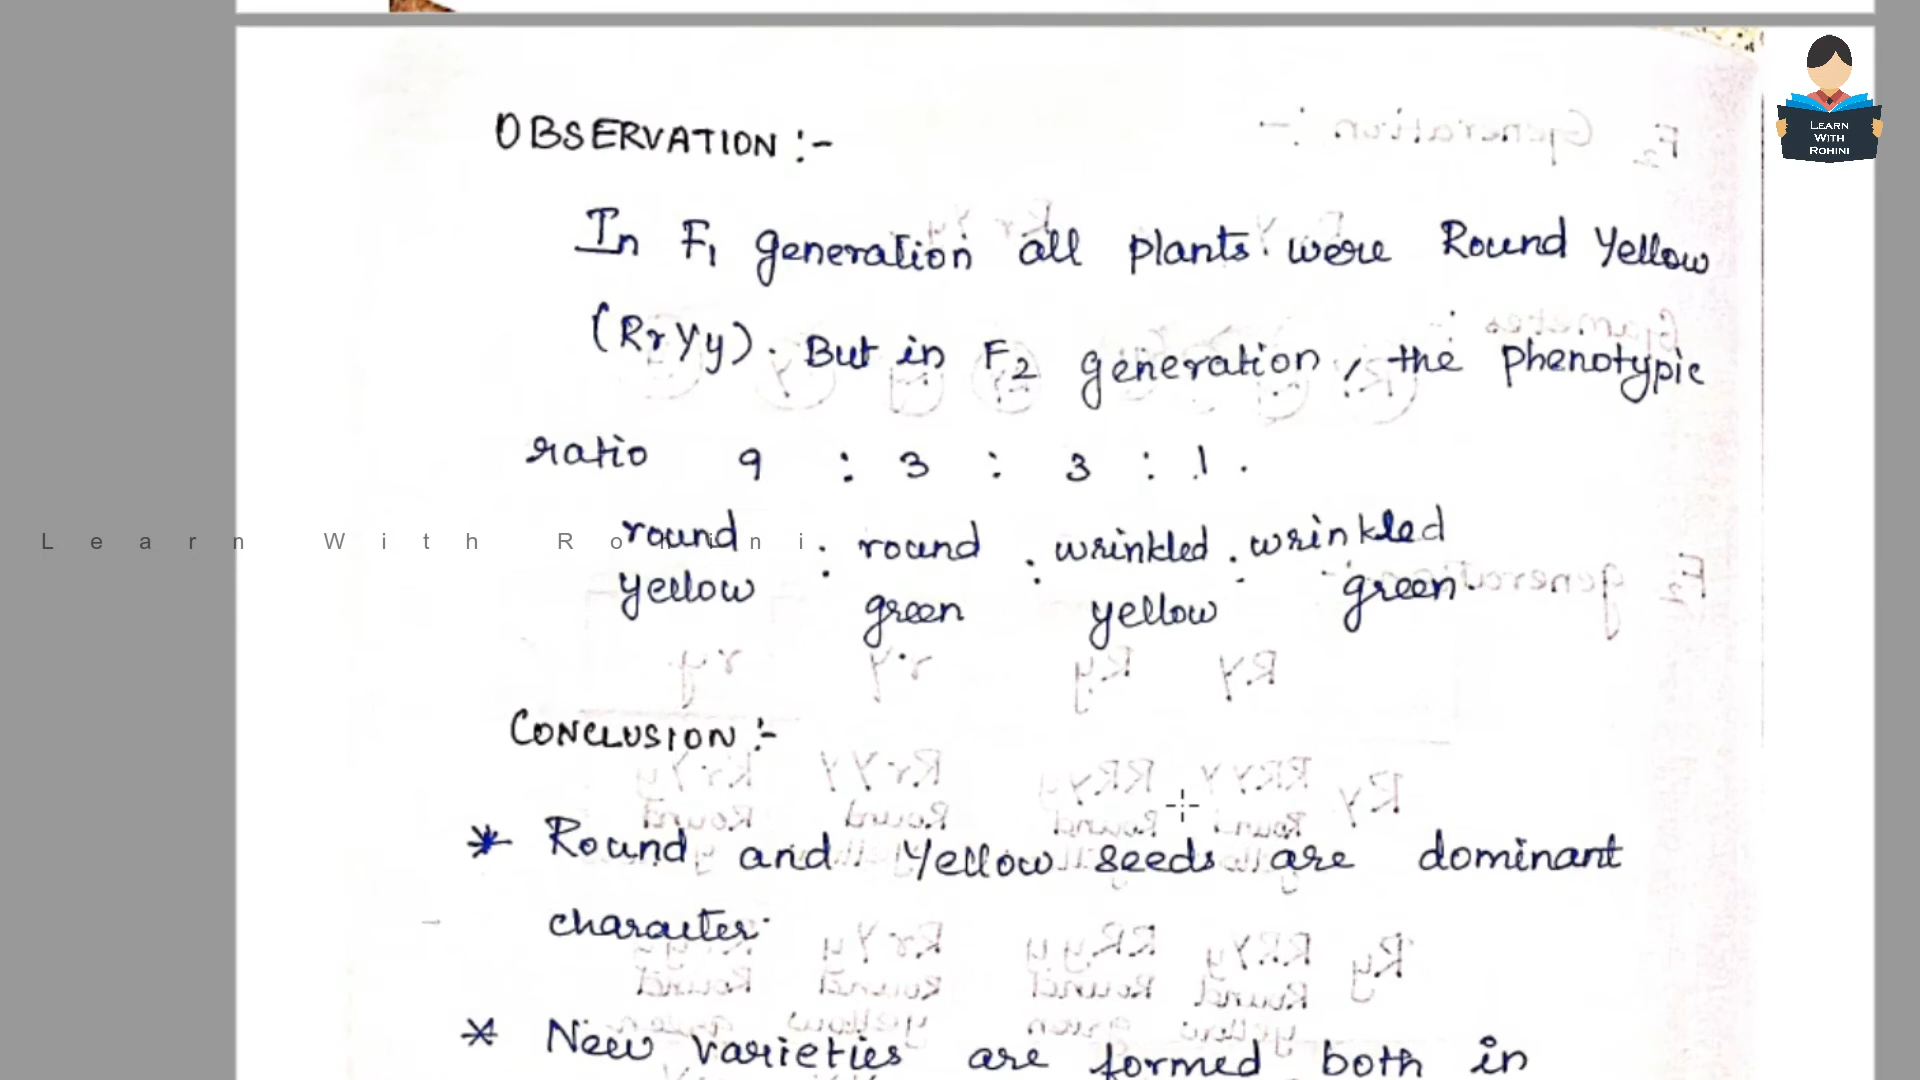 OBSERVATION :-
In F1 generation all plants were Round Yellow
(RrYy). But in F2 generation, the phenotypic
ratio 9 : 3 : 3 : 1.
round yellow : round green : wrinkled yellow : wrinkled green.
CONCLUSION :-
* Round and Yellow seeds are dominant
character.
* New varieties are formed both in
LEARN
WITH
ROHINI
Learn With Rohini